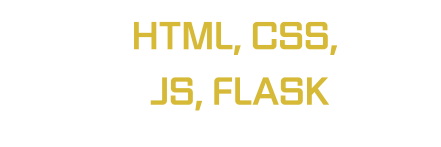 HTML, CSS,
JS, FLASK